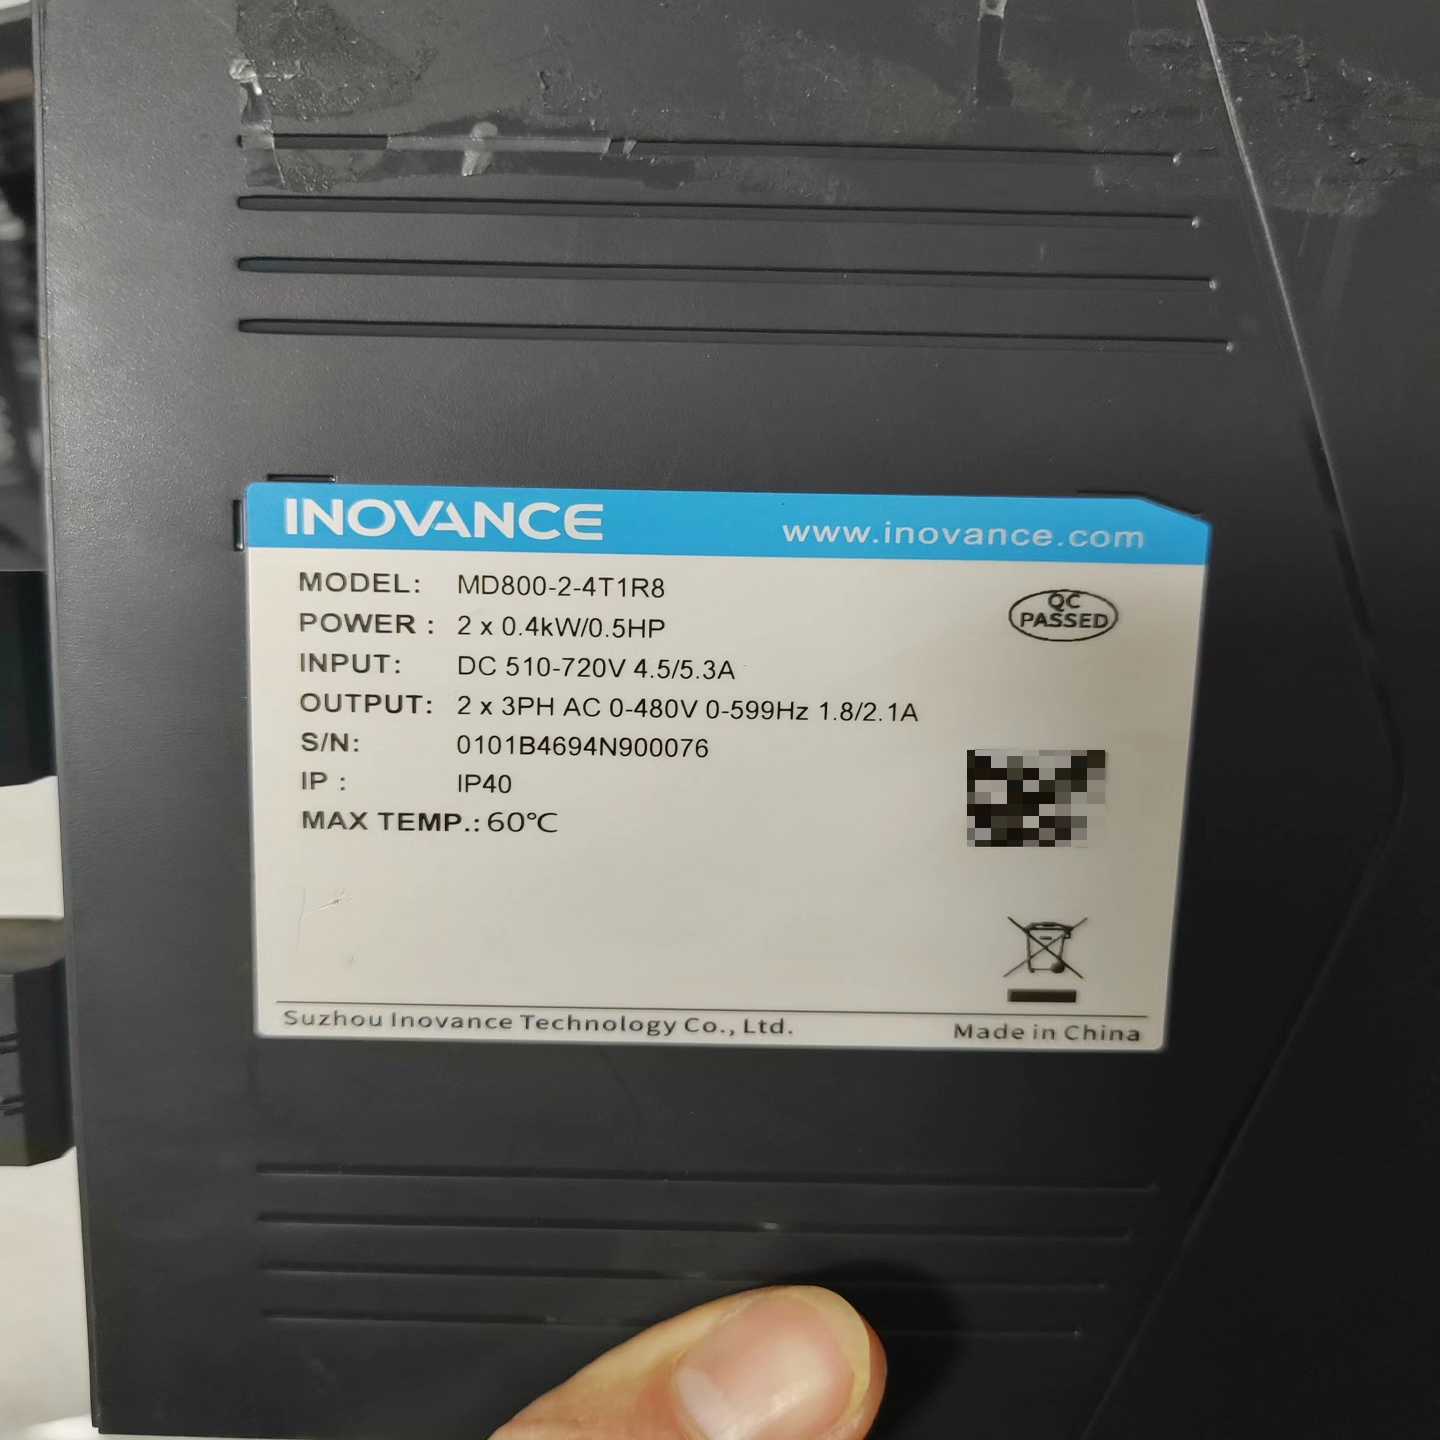 INOVANCE
www.inovance.com
MODEL: MD800-2-4T1R8
POWER : 2 x 0.4kW/0.5HP
INPUT: DC 510-720V 4.5/5.3A
OUTPUT: 2 x 3PH AC 0-480V 0-599Hz 1.8/2.1A
S/N: 0101B4694N900076
IP : IP40
MAX TEMP.: 60℃
QC
PASSED
Suzhou Inovance Technology Co., Ltd.
Made in China